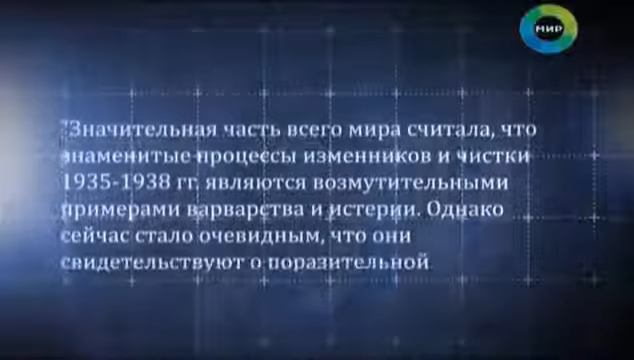 МИР
"Значительная часть всего мира считала, что
знаменитые процессы изменников и чистки
1935-1938 гг. являются возмутительными
примерами варварства и истерии. Однако
сейчас стало очевидным, что они
свидетельствуют о поразительной